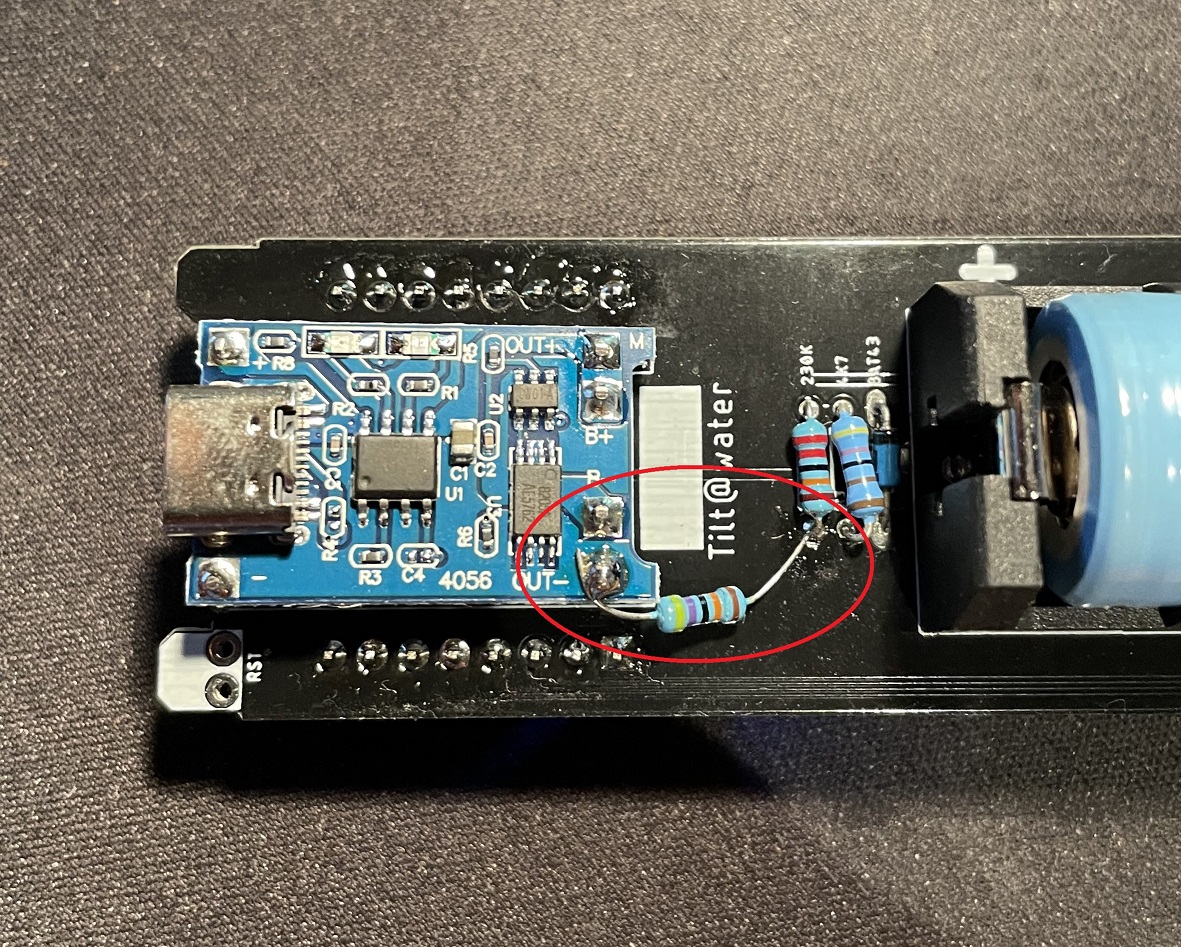 OUT+
M
+
R8
R5
R2
R1
U2
B+
C1
C2
U1
R6
R4
R3
C4
4056
OUT-
-
Tilt@water
230K
4K7
BAT43
+
RST